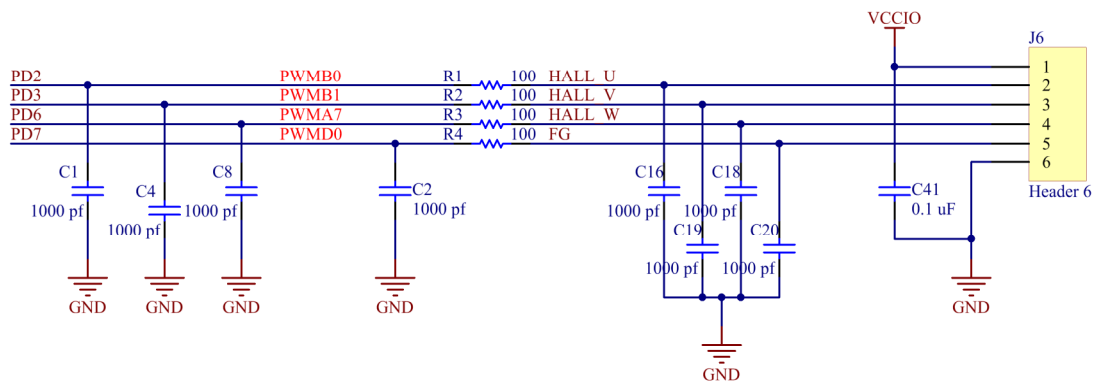 VCCIO
J6
PD2 PWMB0 R1 100 HALL U 1
PD3 PWMB1 R2 100 HALL V 2
PD6 PWMA7 R3 100 HALL W 3
PD7 PWMD0 R4 100 FG 4
5
6
C1 C4 C8 C2 C16 C18 C41 Header 6
1000 pf 1000 pf 1000 pf 1000 pf 1000 pf 1000 pf 0.1 uF
C19 C20
1000 pf 1000 pf
GND GND GND GND GND
GND